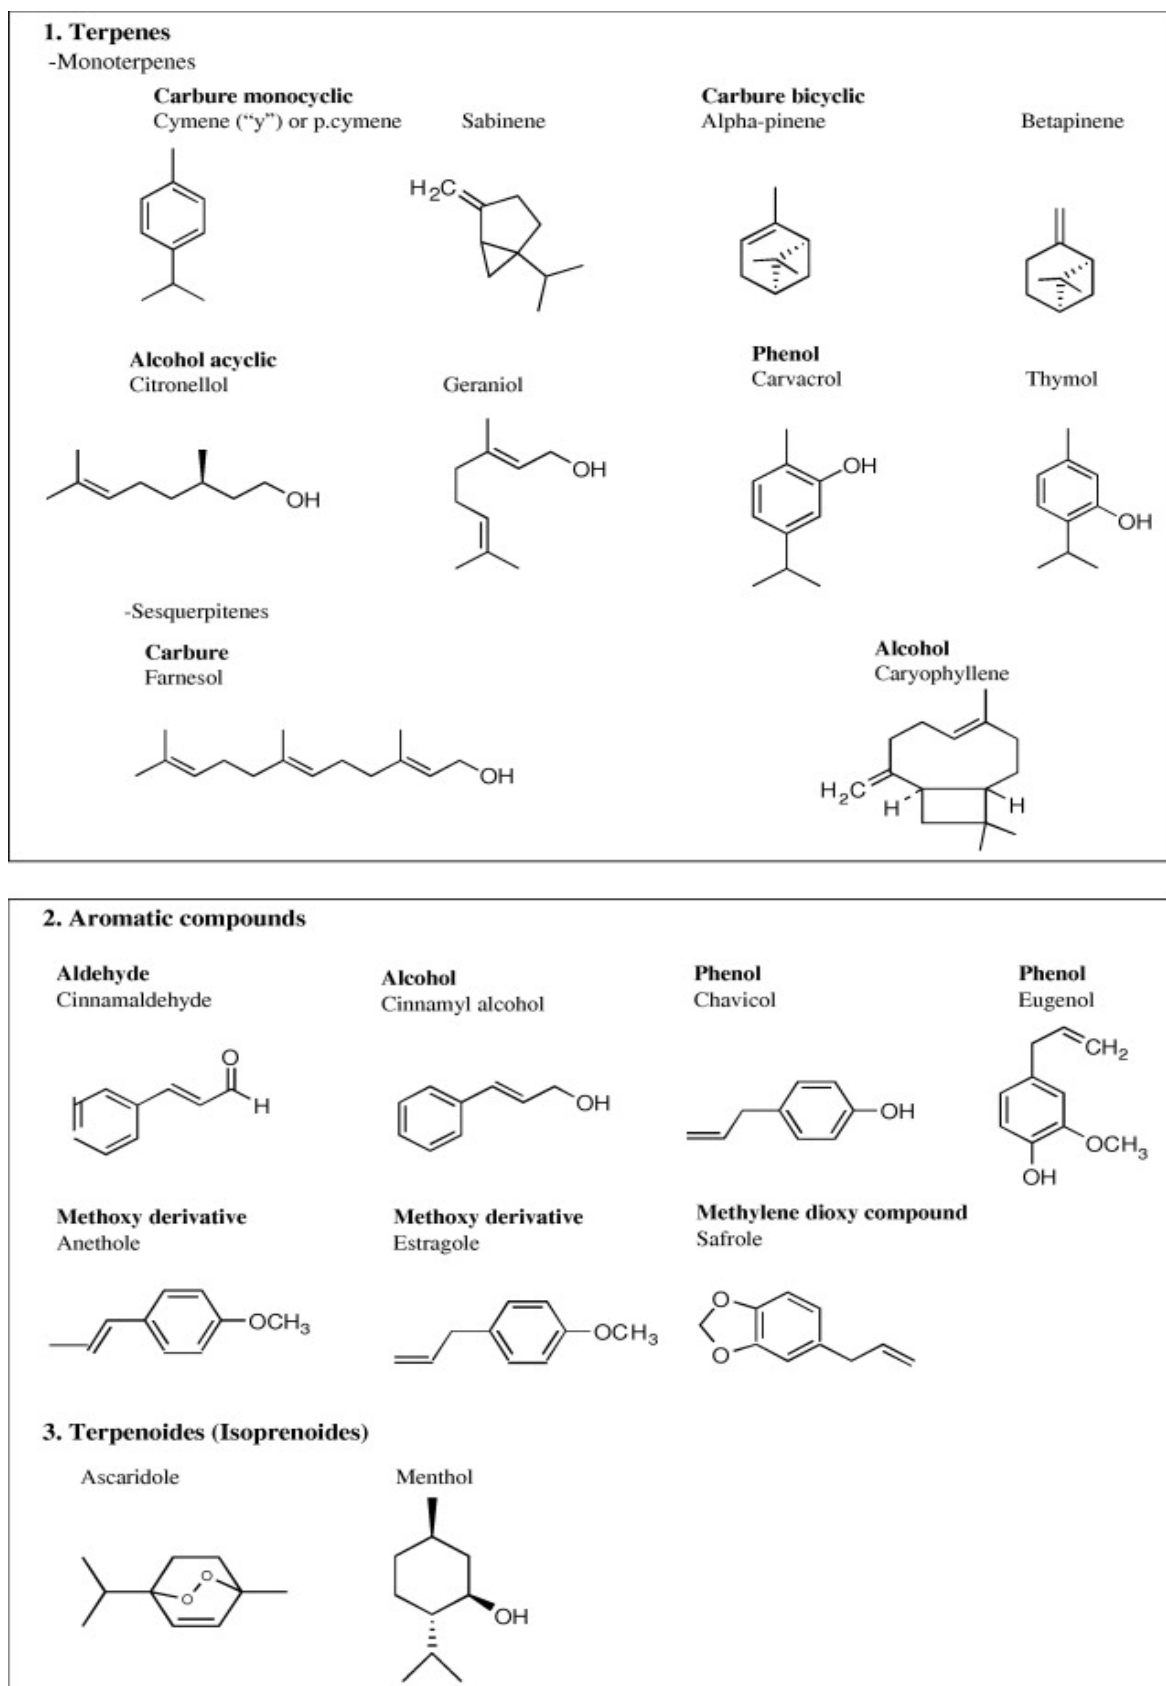 1. Terpenes
-Monoterpenes
Carbure monocyclic
Carbure bicyclic
Cymene ("y") or p.cymene
Sabinene
Alpha-pinene
Betapinene
H2C
Alcohol acyclic
Phenol
Citronellol
Geraniol
Carvacrol
Thymol
OH
OH
OH
OH
-Sesquerpitenes
Carbure
Alcohol
Farnesol
Caryophyllene
OH
H2C
H
H
2. Aromatic compounds
Aldehyde
Alcohol
Phenol
Phenol
Cinnamaldehyde
Cinnamyl alcohol
Chavicol
Eugenol
O
H
OH
OH
CH2
OCH3
OH
Methoxy derivative
Methoxy derivative
Methylene dioxy compound
Anethole
Estragole
Safrole
OCH3
OCH3
O
O
3. Terpenoides (Isoprenoides)
Ascaridole
Menthol
O
O
OH